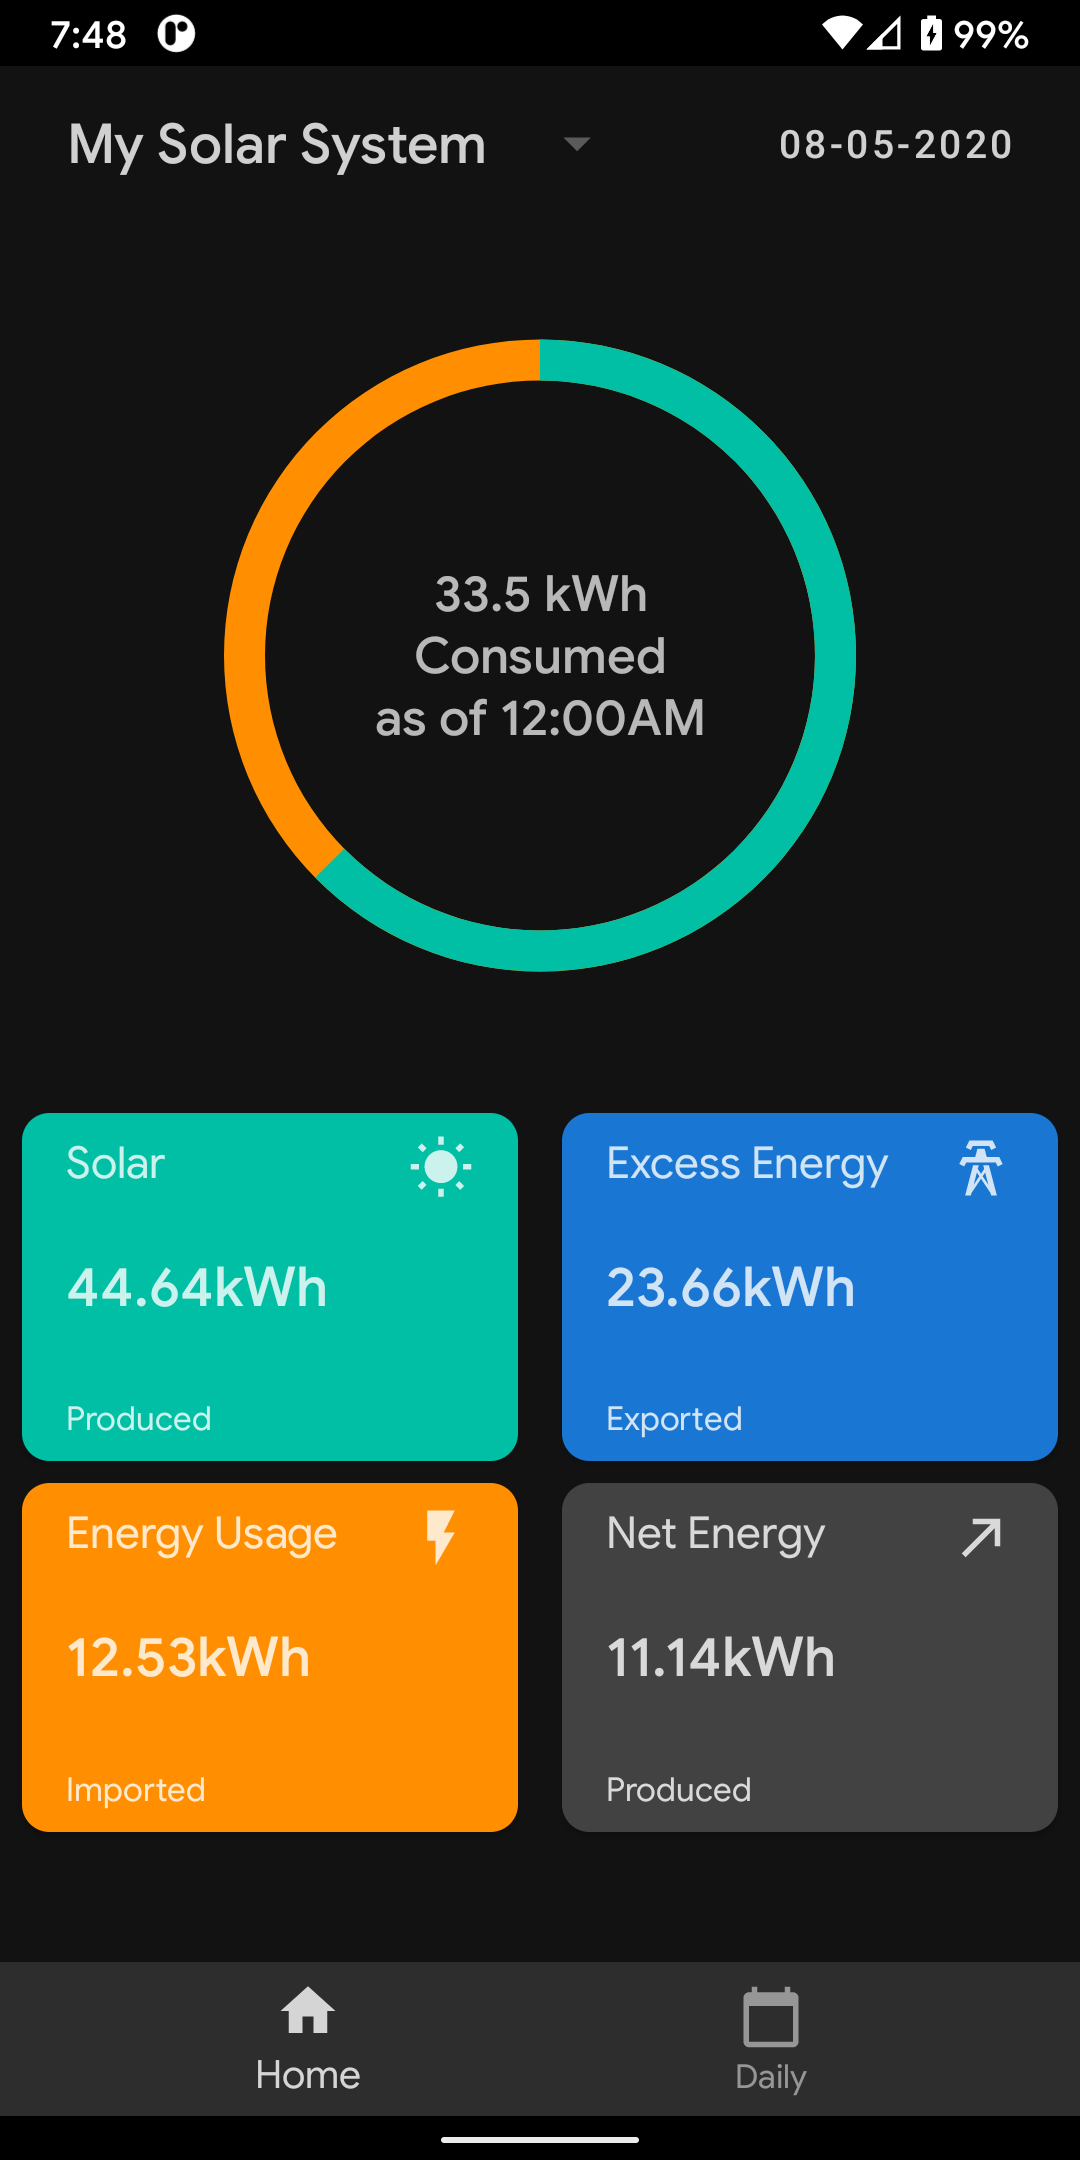 7:48
99%
My Solar System
08-05-2020
33.5 kWh
Consumed
as of 12:00AM
Solar
44.64kWh
Produced
Excess Energy
23.66kWh
Exported
Energy Usage
12.53kWh
Imported
Net Energy
11.14kWh
Produced
Home
Daily